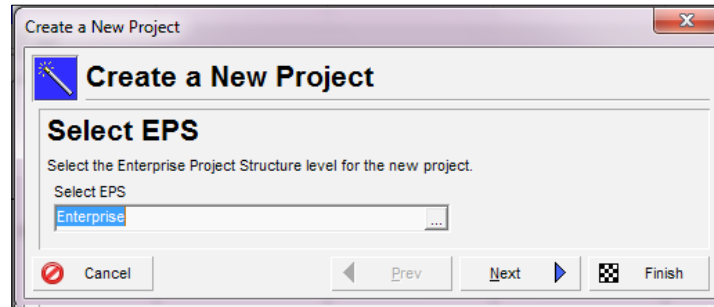 Create a New Project
X
Create a New Project
Select EPS
Select the Enterprise Project Structure level for the new project.
Select EPS
Enterprise
...
Cancel Prev Next Finish